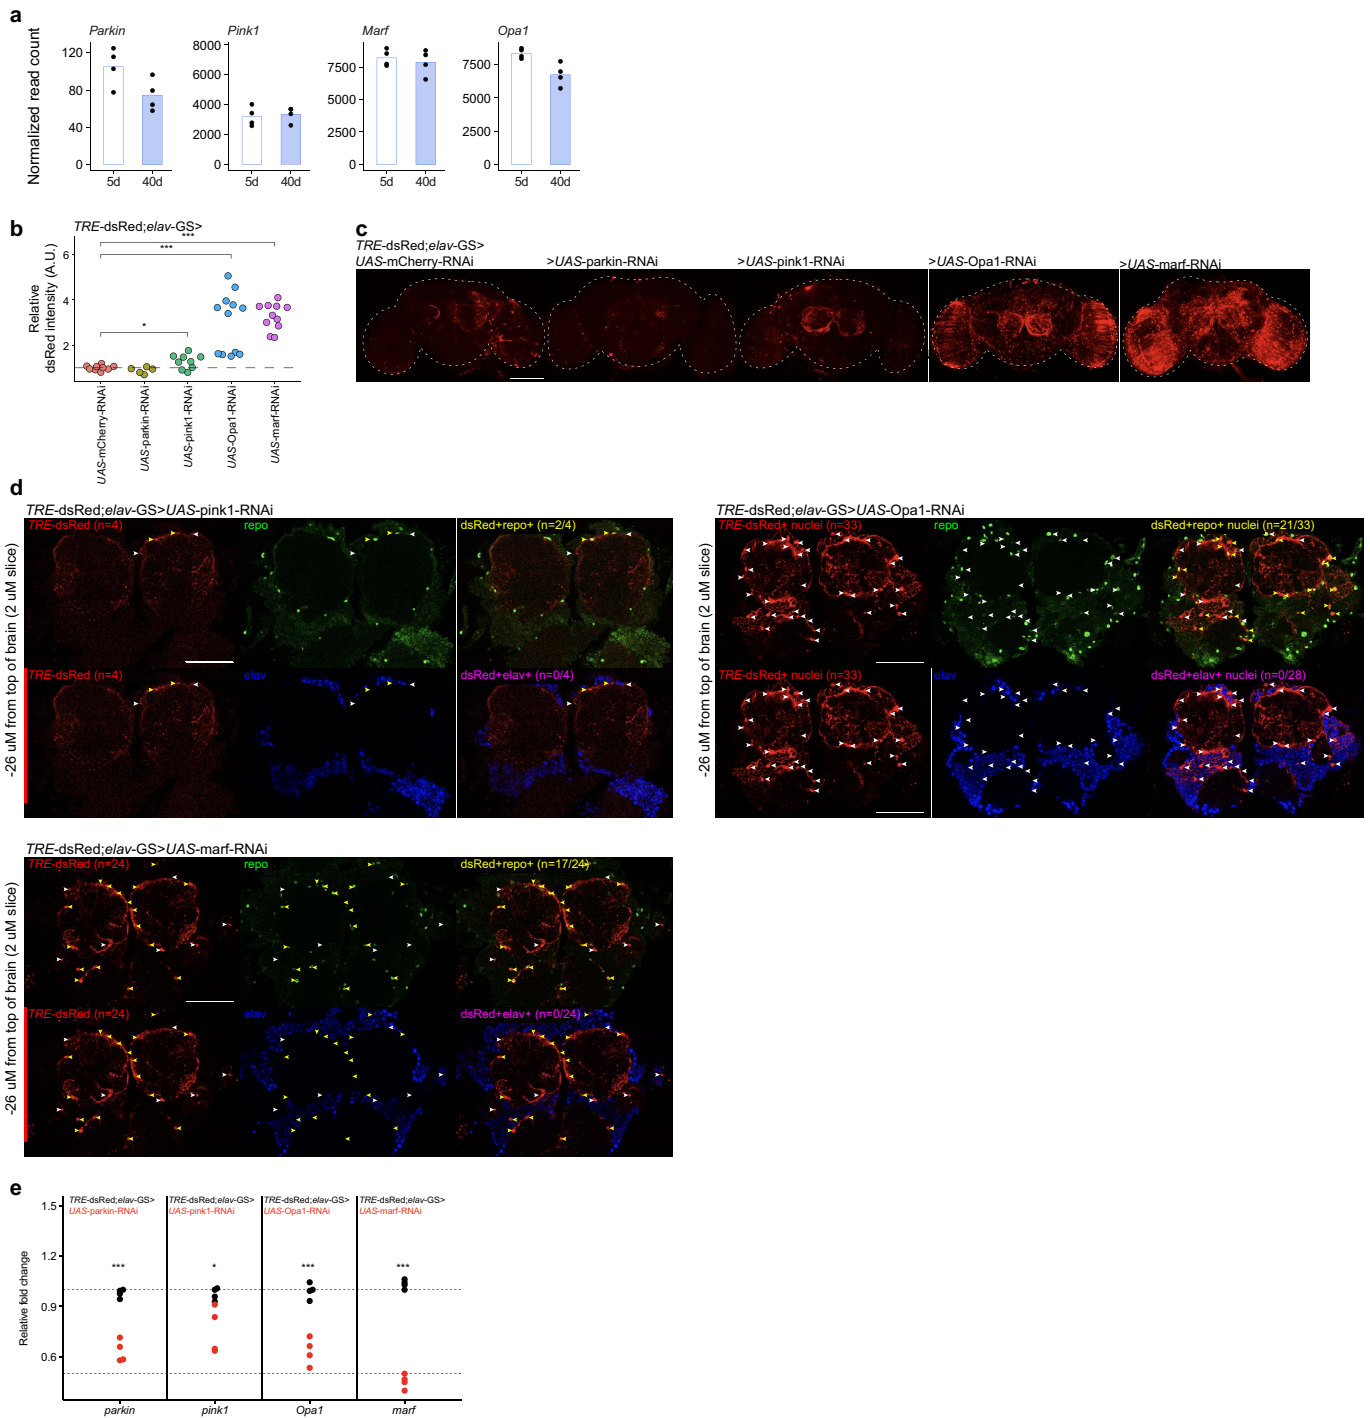 a
Parkin
Pink1
Marf
Opa1
Normalized read count
120
80
40
0
5d
40d
8000
6000
4000
2000
0
5d
40d
7500
5000
2500
0
5d
40d
7500
5000
2500
0
5d
40d
b
TRE-dsRed;elav-GS>
Relative
dsRed intensity (A.U.)
6
4
2
***
***
*
UAS-mCherry-RNAi
UAS-parkin-RNAi
UAS-pink1-RNAi
UAS-Opa1-RNAi
UAS-marf-RNAi
c
TRE-dsRed;elav-GS>
UAS-mCherry-RNAi
>UAS-parkin-RNAi
>UAS-pink1-RNAi
>UAS-Opa1-RNAi
>UAS-marf-RNAi
d
TRE-dsRed;elav-GS>UAS-pink1-RNAi
-26 uM from top of brain (2 uM slice)
TRE-dsRed (n=4)
repo
dsRed+repo+ (n=2/4)
TRE-dsRed (n=4)
elav
dsRed+elav+ (n=0/4)
TRE-dsRed;elav-GS>UAS-Opa1-RNAi
-26 uM from top of brain (2 uM slice)
TRE-dsRed+ nuclei (n=33)
repo
dsRed+repo+ nuclei (n=21/33)
TRE-dsRed+ nuclei (n=33)
elav
dsRed+elav+ nuclei (n=0/28)
TRE-dsRed;elav-GS>UAS-marf-RNAi
-26 uM from top of brain (2 uM slice)
TRE-dsRed (n=24)
repo
dsRed+repo+ (n=17/24)
TRE-dsRed (n=24)
elav
dsRed+elav+ (n=0/24)
e
Relative fold change
1.5
1.2
0.9
0.6
TRE-dsRed;elav-GS>
UAS-parkin-RNAi
***
parkin
TRE-dsRed;elav-GS>
UAS-pink1-RNAi
*
pink1
TRE-dsRed;elav-GS>
UAS-Opa1-RNAi
***
Opa1
TRE-dsRed;elav-GS>
UAS-marf-RNAi
***
marf